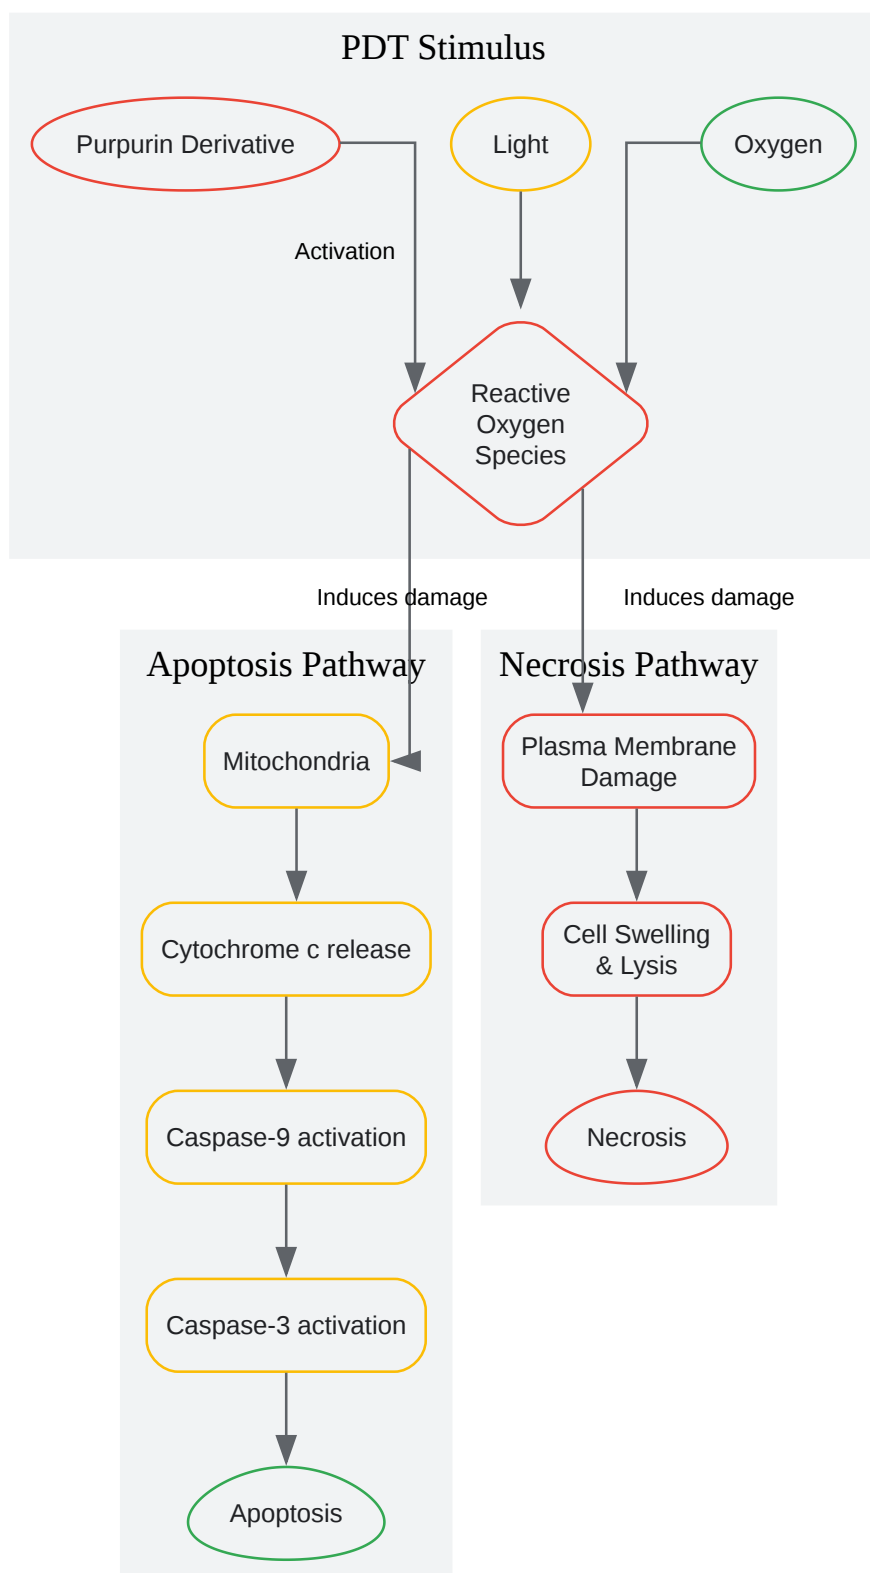 PDT Stimulus
Purpurin Derivative
Light
Oxygen
Activation
Reactive
Oxygen
Species
Induces damage
Induces damage
Apoptosis Pathway
Mitochondria
Cytochrome c release
Caspase-9 activation
Caspase-3 activation
Apoptosis
Necrosis Pathway
Plasma Membrane
Damage
Cell Swelling
& Lysis
Necrosis